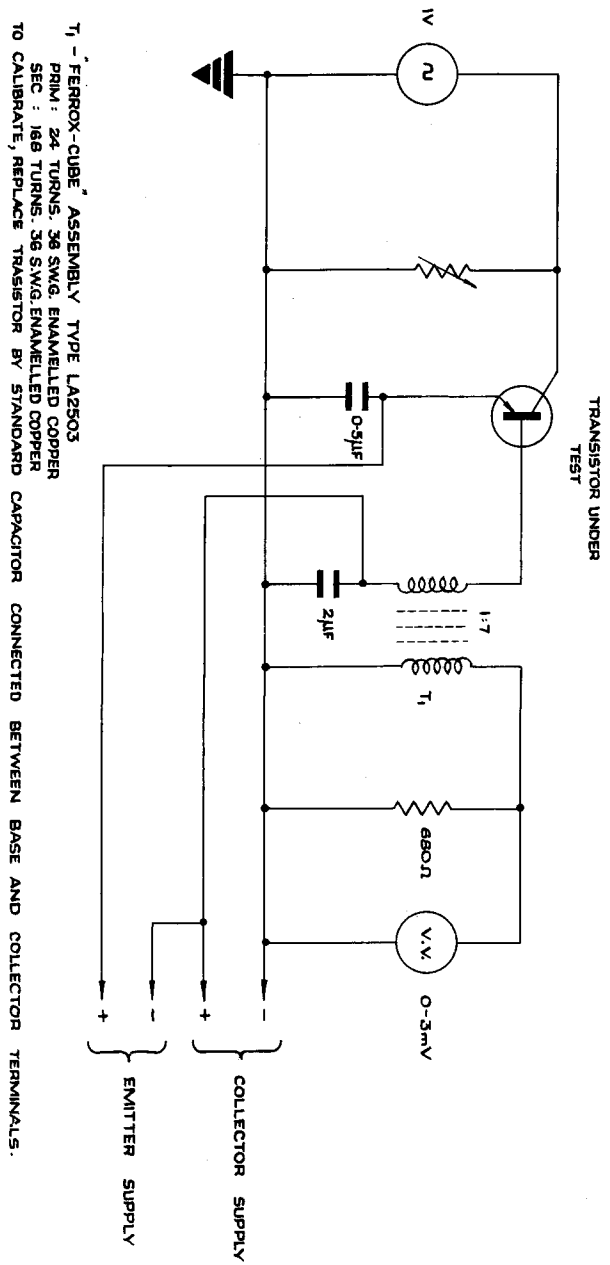 TRANSISTOR UNDER
TEST
1:7
T₁
1V
680Ω
V.V.
0-3mV
0·5µF
2µF
-
+
-
+
COLLECTOR SUPPLY
EMITTER SUPPLY
T₁ - "FERROX-CUBE" ASSEMBLY TYPE LA2503
PRIM: 24 TURNS. 36 S.W.G. ENAMELLED COPPER
SEC : 168 TURNS. 36 S.W.G. ENAMELLED COPPER
TO CALIBRATE, REPLACE TRASISTOR BY STANDARD CAPACITOR CONNECTED BETWEEN BASE AND COLLECTOR TERMINALS.